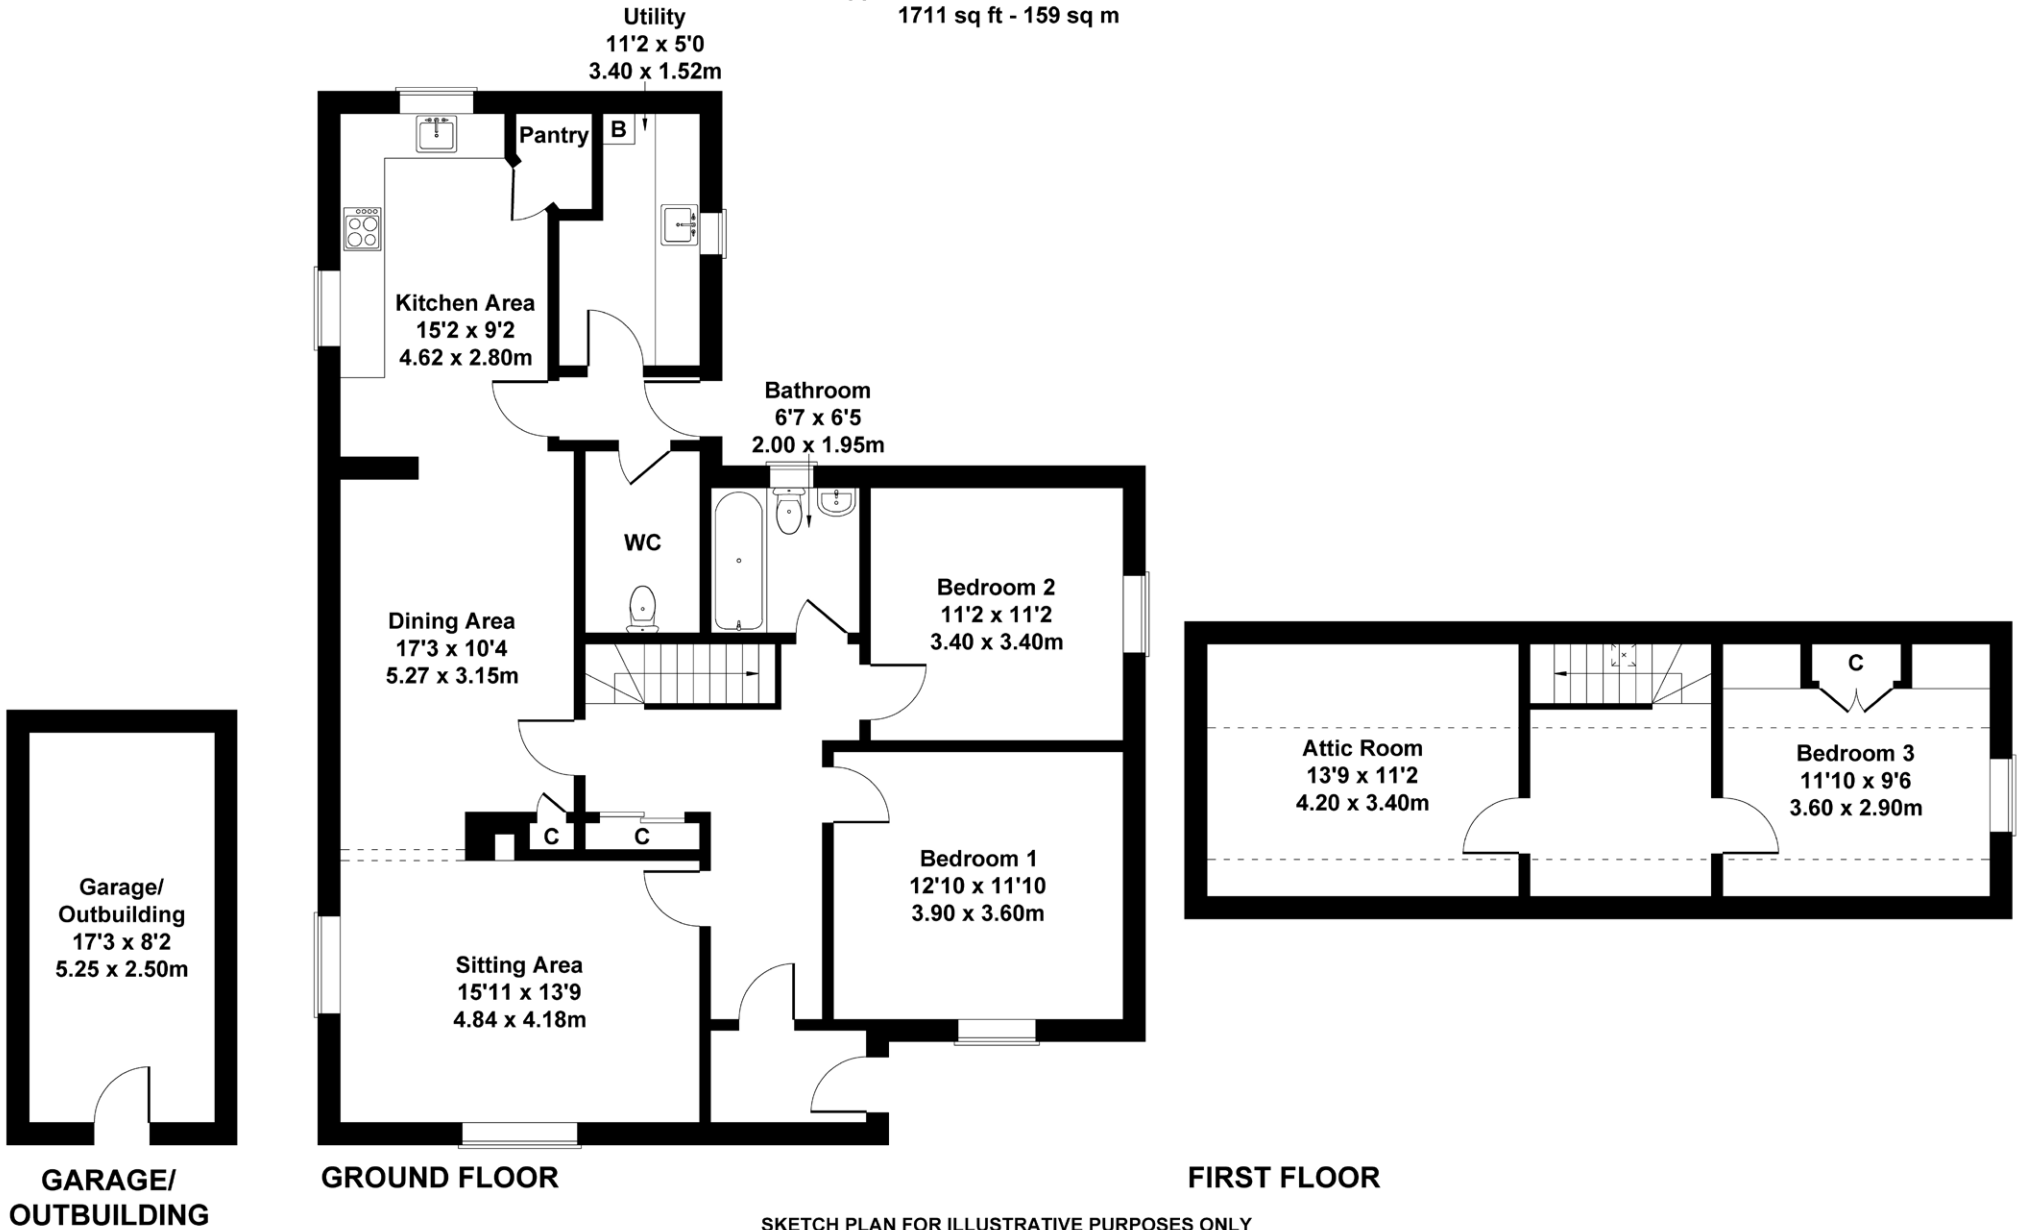 1711 sq ft - 159 sq m
Utility
11'2 x 5'0
3.40 x 1.52m
Pantry
B
Kitchen Area
15'2 x 9'2
4.62 x 2.80m
Bathroom
6'7 x 6'5
2.00 x 1.95m
WC
Bedroom 2
11'2 x 11'2
3.40 x 3.40m
Dining Area
17'3 x 10'4
5.27 x 3.15m
C
C
Bedroom 1
12'10 x 11'10
3.90 x 3.60m
Sitting Area
15'11 x 13'9
4.84 x 4.18m
Garage/
Outbuilding
17'3 x 8'2
5.25 x 2.50m
C
Attic Room
13'9 x 11'2
4.20 x 3.40m
Bedroom 3
11'10 x 9'6
3.60 x 2.90m
GARAGE/
OUTBUILDING
GROUND FLOOR
FIRST FLOOR
SKETCH PLAN FOR ILLUSTRATIVE PURPOSES ONLY